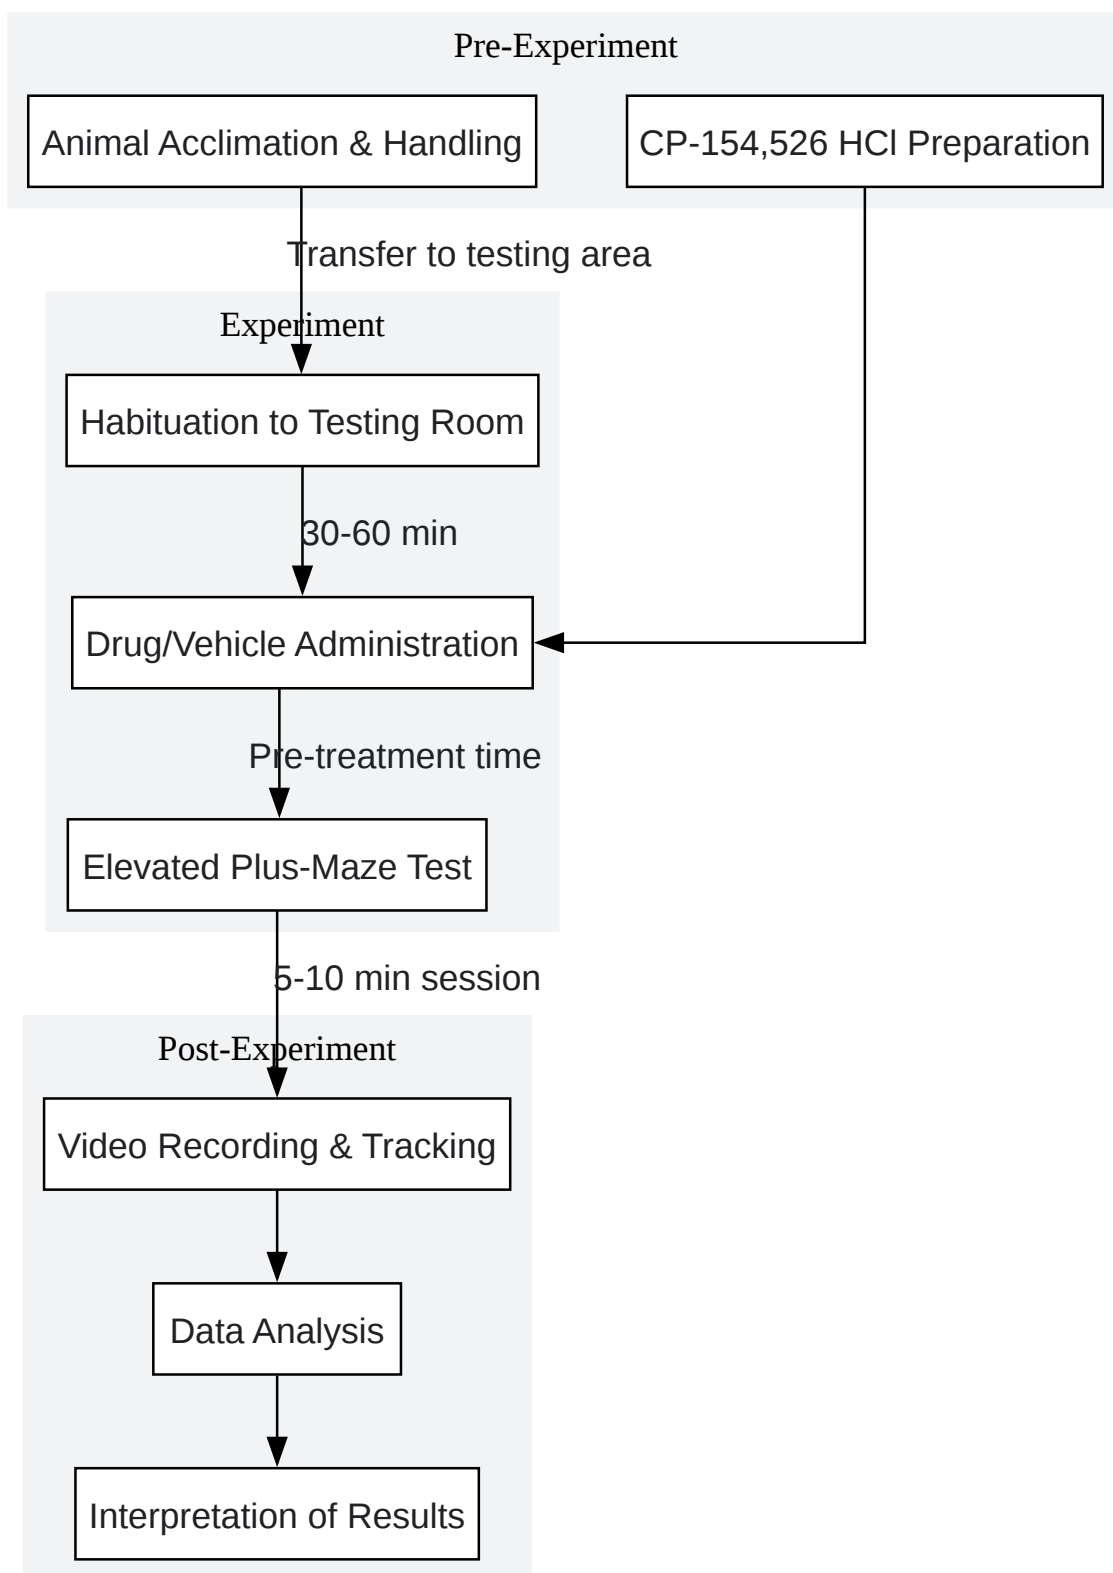 Pre-Experiment
Animal Acclimation & Handling
CP-154,526 HCl Preparation
Transfer to testing area
Experiment
Habituation to Testing Room
30-60 min
Drug/Vehicle Administration
Pre-treatment time
Elevated Plus-Maze Test
5-10 min session
Post-Experiment
Video Recording & Tracking
Data Analysis
Interpretation of Results